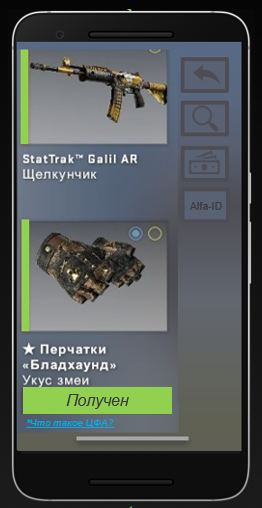 StatTrak™ Galil AR
Щелкунчик
Alfa-ID
★ Перчатки
«Бладхаунд»
Укус змеи
Получен
*Что такое ЦФА?